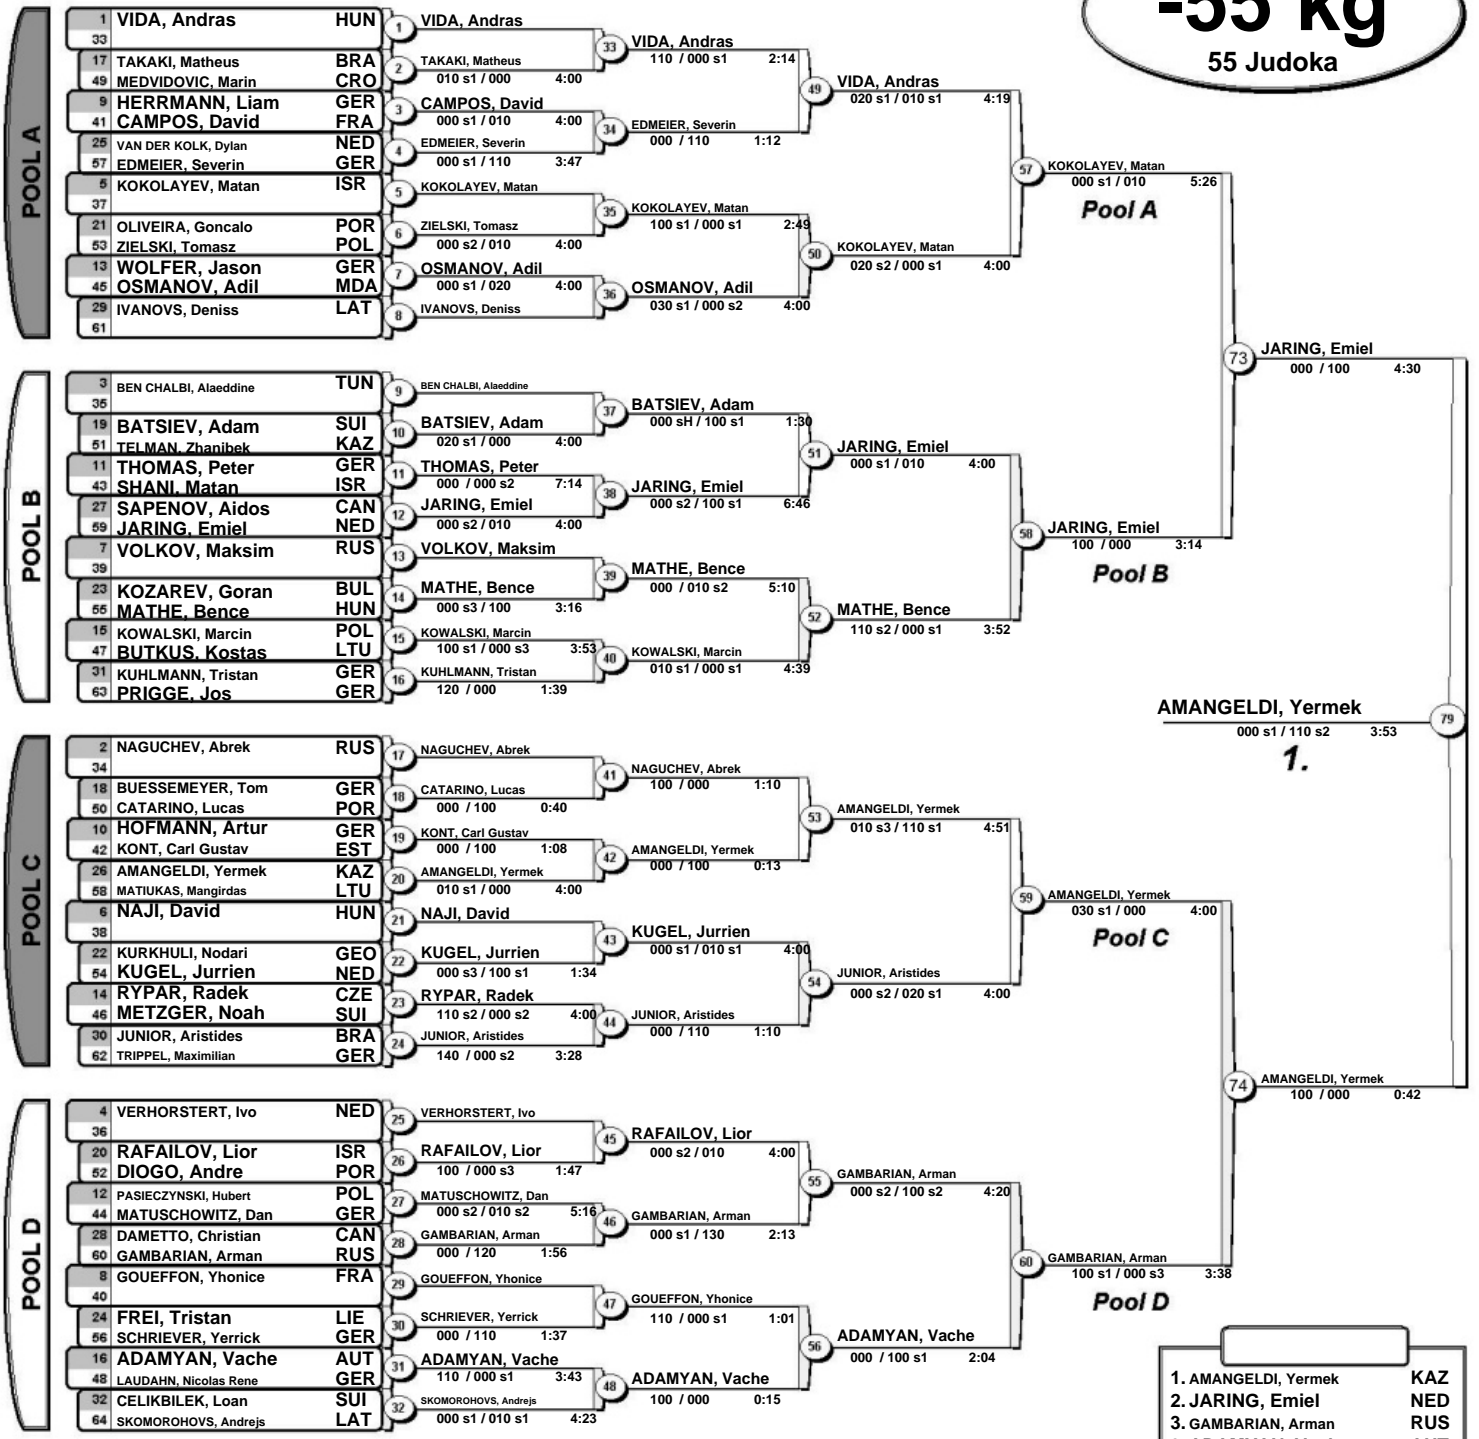 -55 kg
55 Judoka
POOL A
1 VIDA, Andras HUN
33
17 TAKAKI, Matheus BRA
49 MEDVIDOVIC, Marin CRO
9 HERRMANN, Liam GER
41 CAMPOS, David FRA
25 VAN DER KOLK, Dylan NED
57 EDMEIER, Severin GER
5 KOKOLAYEV, Matan ISR
37
21 OLIVEIRA, Goncalo POR
53 ZIELSKI, Tomasz POL
13 WOLFER, Jason GER
45 OSMANOV, Adil MDA
29 IVANOVS, Deniss LAT
61
1 VIDA, Andras
2 TAKAKI, Matheus
010 s1 / 000 4:00
3 CAMPOS, David
000 s1 / 010 4:00
4 EDMEIER, Severin
000 s1 / 110 3:47
5 KOKOLAYEV, Matan
6 ZIELSKI, Tomasz
000 s2 / 010 4:00
7 OSMANOV, Adil
000 s1 / 020 4:00
8 IVANOVS, Deniss
33 VIDA, Andras
110 / 000 s1 2:14
34 EDMEIER, Severin
000 / 110 1:12
35 KOKOLAYEV, Matan
100 s1 / 000 s1 2:49
36 OSMANOV, Adil
030 s1 / 000 s2 4:00
49 VIDA, Andras
020 s1 / 010 s1 4:19
50 KOKOLAYEV, Matan
020 s2 / 000 s1 4:00
57 KOKOLAYEV, Matan
000 s1 / 010 5:26
Pool A
POOL B
3 BEN CHALBI, Alaeddine TUN
35
19 BATSIEV, Adam SUI
51 TELMAN, Zhanibek KAZ
11 THOMAS, Peter GER
43 SHANI, Matan ISR
27 SAPENOV, Aidos CAN
59 JARING, Emiel NED
7 VOLKOV, Maksim RUS
39
23 KOZAREV, Goran BUL
55 MATHE, Bence HUN
15 KOWALSKI, Marcin POL
47 BUTKUS, Kostas LTU
31 KUHLMANN, Tristan GER
63 PRIGGE, Jos GER
9 BEN CHALBI, Alaeddine
10 BATSIEV, Adam
020 s1 / 000 4:00
11 THOMAS, Peter
000 / 000 s2 7:14
12 JARING, Emiel
000 s2 / 010 4:00
13 VOLKOV, Maksim
14 MATHE, Bence
000 s3 / 100 3:16
15 KOWALSKI, Marcin
100 s1 / 000 s3 3:53
16 KUHLMANN, Tristan
120 / 000 1:39
37 BATSIEV, Adam
000 sH / 100 s1 1:30
38 JARING, Emiel
000 s2 / 100 s1 6:46
39 MATHE, Bence
000 / 010 s2 5:10
40 KOWALSKI, Marcin
010 s1 / 000 s1 4:39
51 JARING, Emiel
000 s1 / 010 4:00
52 MATHE, Bence
110 s2 / 000 s1 3:52
58 JARING, Emiel
100 / 000 3:14
Pool B
73 JARING, Emiel
000 / 100 4:30
AMANGELDI, Yermek 79
000 s1 / 110 s2 3:53
1.
POOL C
2 NAGUCHEV, Abrek RUS
34
18 BUESSEMEYER, Tom GER
50 CATARINO, Lucas POR
10 HOFMANN, Artur GER
42 KONT, Carl Gustav EST
26 AMANGELDI, Yermek KAZ
58 MATIUKAS, Mangirdas LTU
6 NAJI, David HUN
38
22 KURKHULI, Nodari GEO
54 KUGEL, Jurrien NED
14 RYPAR, Radek CZE
46 METZGER, Noah SUI
30 JUNIOR, Aristides BRA
62 TRIPPEL, Maximilian GER
17 NAGUCHEV, Abrek
18 CATARINO, Lucas
000 / 100 0:40
19 KONT, Carl Gustav
000 / 100 1:08
20 AMANGELDI, Yermek
010 s1 / 000 4:00
21 NAJI, David
22 KUGEL, Jurrien
000 s3 / 100 s1 1:34
23 RYPAR, Radek
110 s2 / 000 s2 4:00
24 JUNIOR, Aristides
140 / 000 s2 3:28
41 NAGUCHEV, Abrek
100 / 000 1:10
42 AMANGELDI, Yermek
000 / 100 0:13
43 KUGEL, Jurrien
000 s1 / 010 s1 4:00
44 JUNIOR, Aristides
000 / 110 1:10
53 AMANGELDI, Yermek
010 s3 / 110 s1 4:51
54 JUNIOR, Aristides
000 s2 / 020 s1 4:00
59 AMANGELDI, Yermek
030 s1 / 000 4:00
Pool C
74 AMANGELDI, Yermek
100 / 000 0:42
POOL D
4 VERHORSTERT, Ivo NED
36
20 RAFAILOV, Lior ISR
52 DIOGO, Andre POR
12 PASIECZYNSKI, Hubert POL
44 MATUSCHOWITZ, Dan GER
28 DAMETTO, Christian CAN
60 GAMBARIAN, Arman RUS
8 GOUEFFON, Yhonice FRA
40
24 FREI, Tristan LIE
56 SCHRIEVER, Yerrick GER
16 ADAMYAN, Vache AUT
48 LAUDAHN, Nicolas Rene GER
32 CELIKBILEK, Loan SUI
64 SKOMOROHOVS, Andrejs LAT
25 VERHORSTERT, Ivo
26 RAFAILOV, Lior
100 / 000 s3 1:47
27 MATUSCHOWITZ, Dan
000 s2 / 010 s2 5:16
28 GAMBARIAN, Arman
000 / 120 1:56
29 GOUEFFON, Yhonice
30 SCHRIEVER, Yerrick
000 / 110 1:37
31 ADAMYAN, Vache
110 / 000 s1 3:43
32 SKOMOROHOVS, Andrejs
000 s1 / 010 s1 4:23
45 RAFAILOV, Lior
000 s2 / 010 4:00
46 GAMBARIAN, Arman
000 s1 / 130 2:13
47 GOUEFFON, Yhonice
110 / 000 s1 1:01
48 ADAMYAN, Vache
100 / 000 0:15
55 GAMBARIAN, Arman
000 s2 / 100 s2 4:20
56 ADAMYAN, Vache
000 / 100 s1 2:04
60 GAMBARIAN, Arman
100 s1 / 000 s3 3:38
Pool D
1. AMANGELDI, Yermek KAZ
2. JARING, Emiel NED
3. GAMBARIAN, Arman RUS